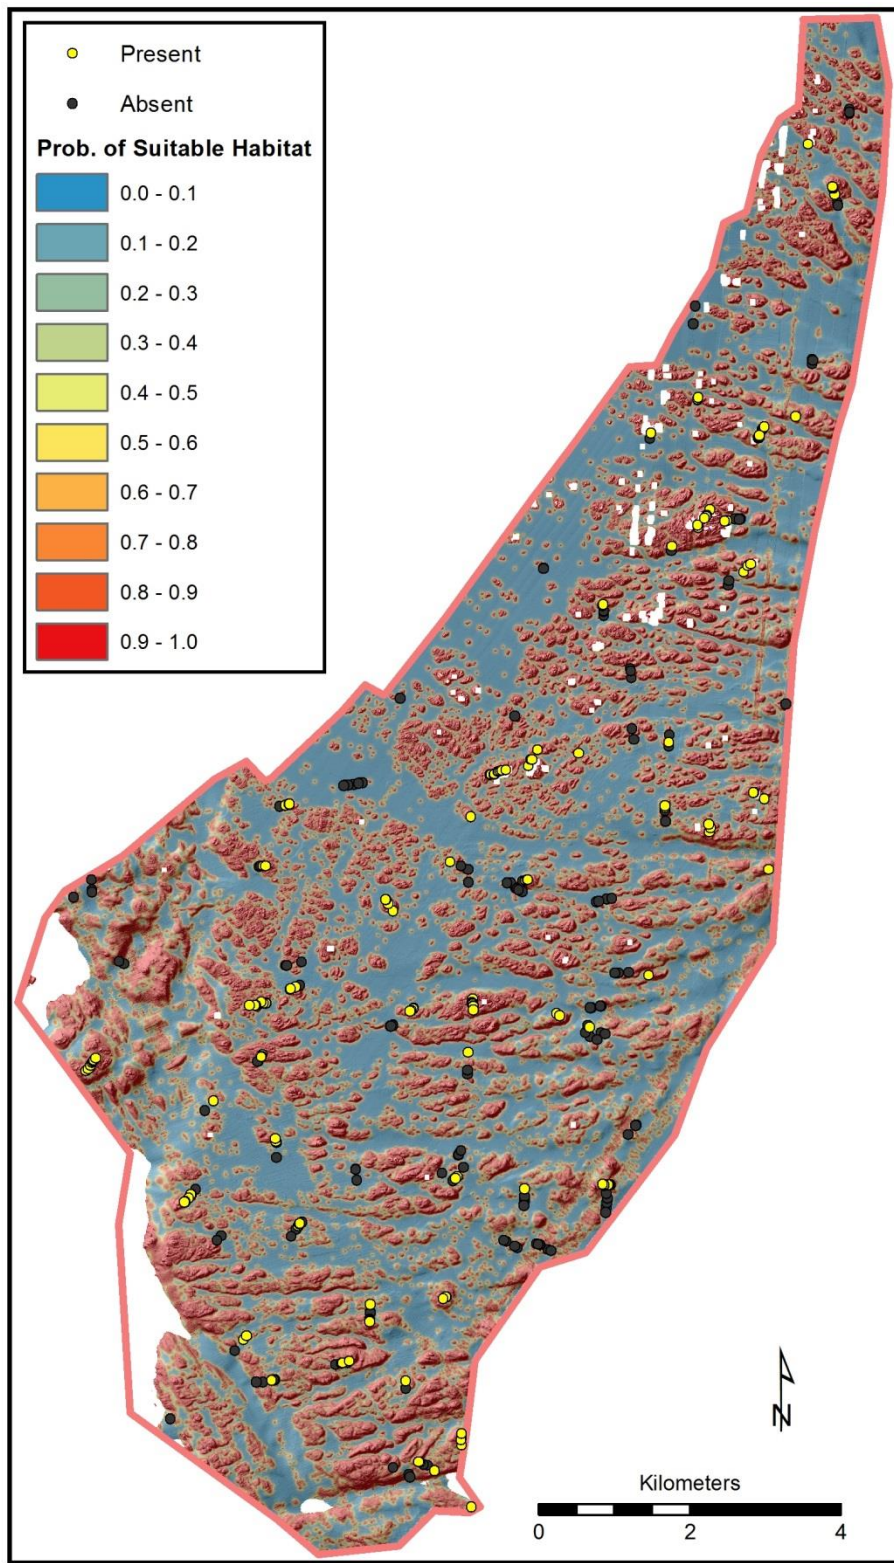 Present
Absent
Prob. of Suitable Habitat
0.0 - 0.1
0.1 - 0.2
0.2 - 0.3
0.3 - 0.4
0.4 - 0.5
0.5 - 0.6
0.6 - 0.7
0.7 - 0.8
0.8 - 0.9
0.9 - 1.0
N
Kilometers
0 2 4